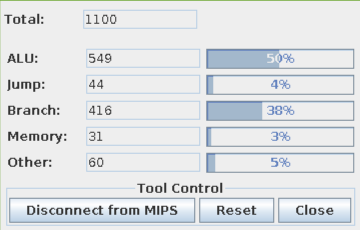 Total: 1100
ALU: 549 50%
Jump: 44 4%
Branch: 416 38%
Memory: 31 3%
Other: 60 5%
Tool Control
Disconnect from MIPS Reset Close